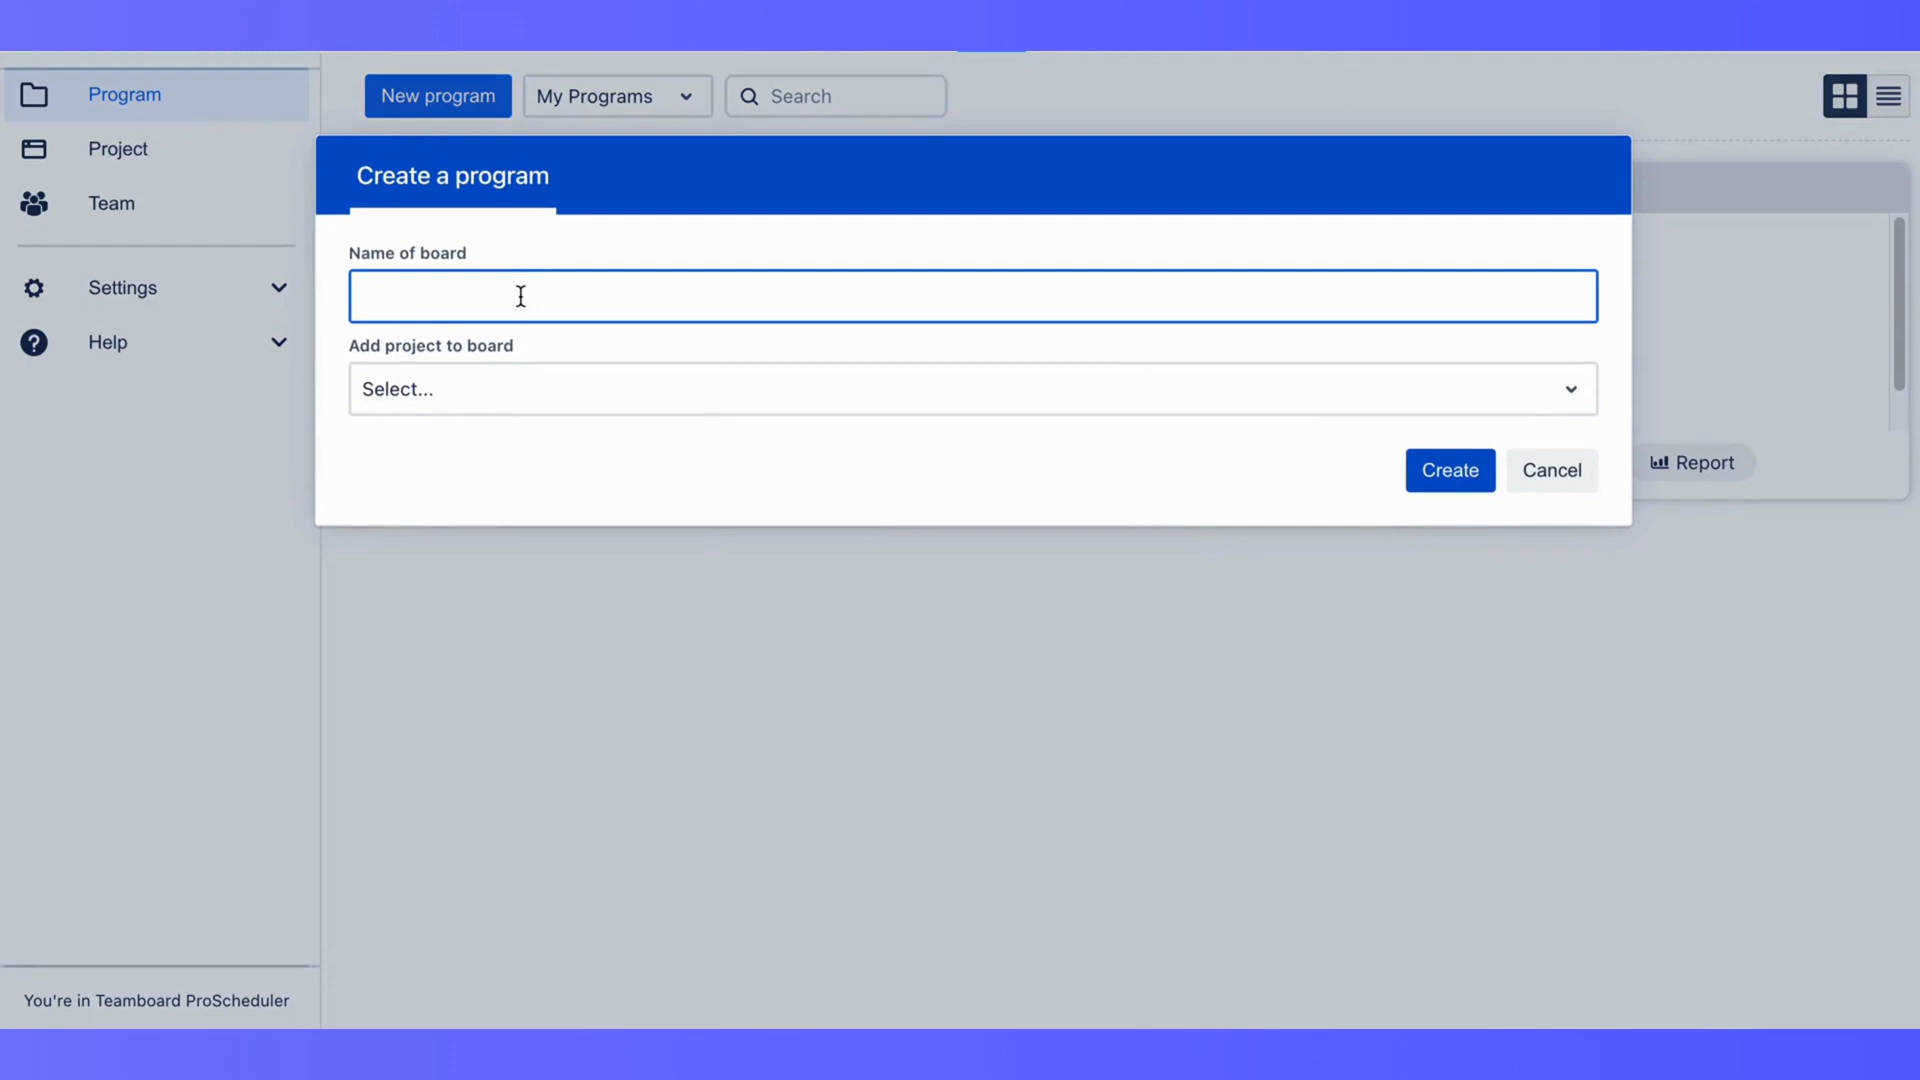 Program
Project
Team
Settings
Help
You're in Teamboard ProScheduler
New program
My Programs
Search
Create a program
Name of board
Add project to board
Select...
Create
Cancel
Report